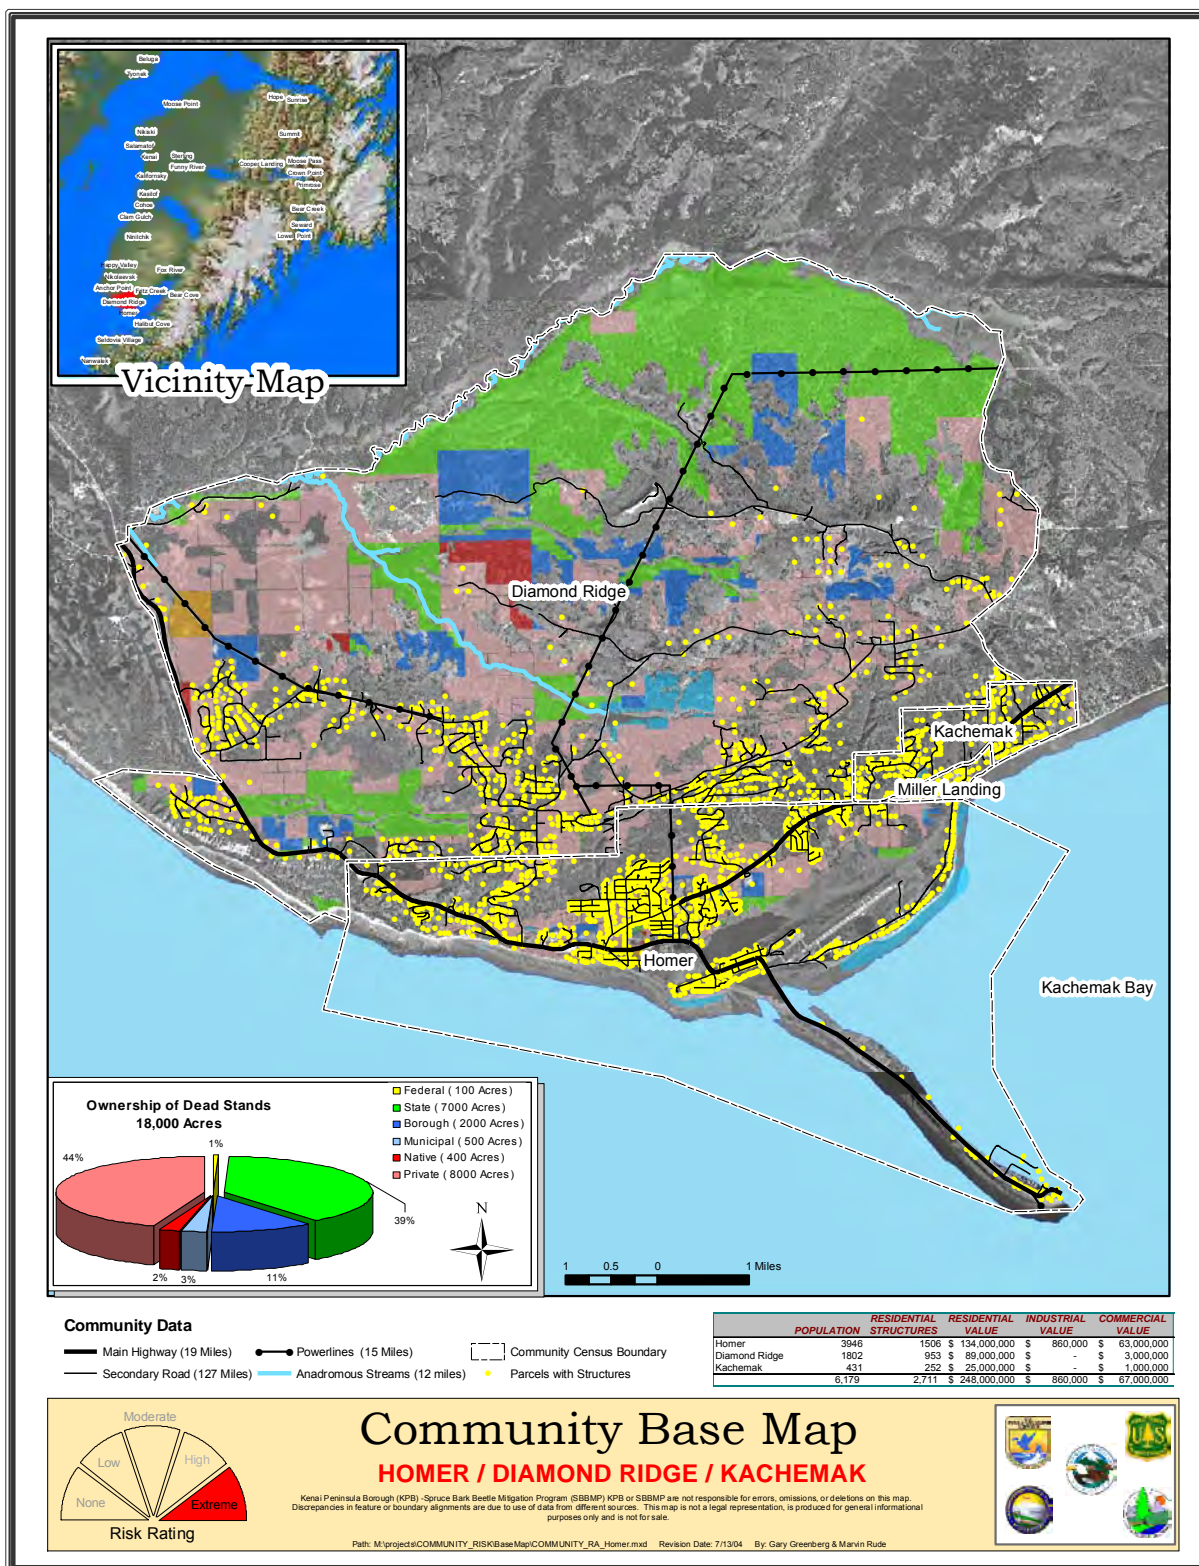 Beluga
Tyonek
Moose Point
Hope
Sunrise
Nikiski
Summit
Salamatof
Kenai
Sterling
Funny River
Cooper Landing
Moose Pass
Crown Point
Kalifornsky
Primrose
Kasilof
Cohoe
Bear Creek
Clam Gulch
Seward
Lowell Point
Ninilchik
Happy Valley
Fox River
Nikolaevsk
Anchor Point
Fritz Creek
Bear Cove
Diamond Ridge
Homer
Halibut Cove
Seldovia Village
Nanwalek
Vicinity Map
Diamond Ridge
Kachemak
Miller Landing
Homer
Kachemak Bay
Ownership of Dead Stands
18,000 Acres
Federal ( 100 Acres)
State ( 7000 Acres)
Borough ( 2000 Acres)
Municipal ( 500 Acres)
Native ( 400 Acres)
Private ( 8000 Acres)
1%
44%
39%
2%
3%
11%
N
1 0.5 0 1 Miles
Community Data
Main Highway (19 Miles)
Powerlines (15 Miles)
Community Census Boundary
Secondary Road (127 Miles)
Anadromous Streams (12 miles)
Parcels with Structures
POPULATION RESIDENTIAL STRUCTURES RESIDENTIAL VALUE INDUSTRIAL VALUE COMMERCIAL VALUE
Homer 3946 1506 $ 134,000,000 $ 860,000 $ 63,000,000
Diamond Ridge 1802 953 $ 89,000,000 $ - $ 3,000,000
Kachemak 431 252 $ 25,000,000 $ - $ 1,000,000
6,179 2,711 $ 248,000,000 $ 860,000 $ 67,000,000
Moderate
Low
High
None
Extreme
Risk Rating
Community Base Map
HOMER / DIAMOND RIDGE / KACHEMAK
Kenai Peninsula Borough (KPB) -Spruce Bark Beetle Mitigation Program (SBBMP) KPB or SBBMP are not responsible for errors, omissions, or deletions on this map.
Discrepancies in feature or boundary alignments are due to use of data from different sources. This map is not a legal representation, is produced for general informational
purposes only and is not for sale.
Path: M:\projects\COMMUNITY_RISK\BaseMap\COMMUNITY_RA_Homer.mxd Revision Date: 7/13/04 By: Gary Greenberg & Marvin Rude
U S